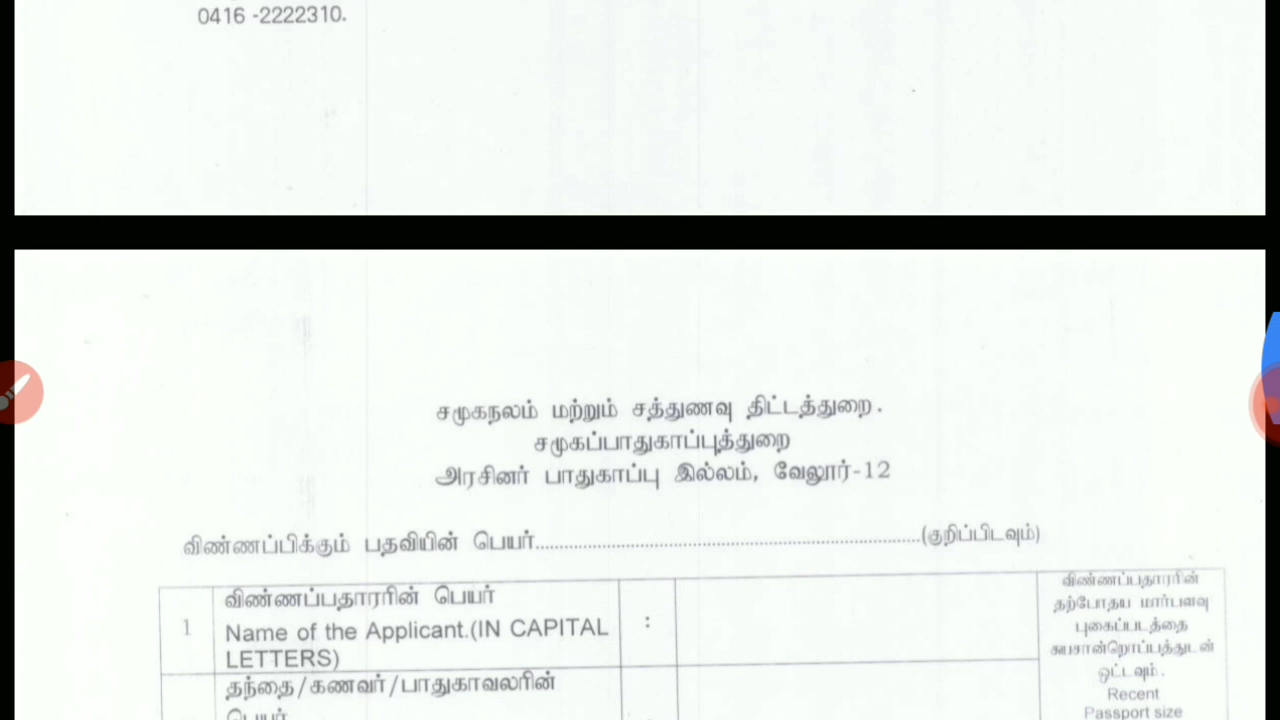 0416 -2222310.
சமுகநலம் மற்றும் சத்துணவு திட்டத்துறை.
சமுகப்பாதுகாப்புத்துறை
அரசினர் பாதுகாப்பு இல்லம், வேலூர்-12
விண்ணப்பிக்கும் பதவியின் பெயர்................................................................................(குறிப்பிடவும்)
1
விண்ணப்பதாரரின் பெயர்
Name of the Applicant.(IN CAPITAL
LETTERS)
:
விண்ணப்பதாரரின்
தற்போதய மார்பளவு
புகைப்படத்தை
சுயசான்றொப்பத்துடன்
ஒட்டவும்.
Recent
Passport size
தந்தை/கணவர்/பாதுகாவலரின்
பெயர்